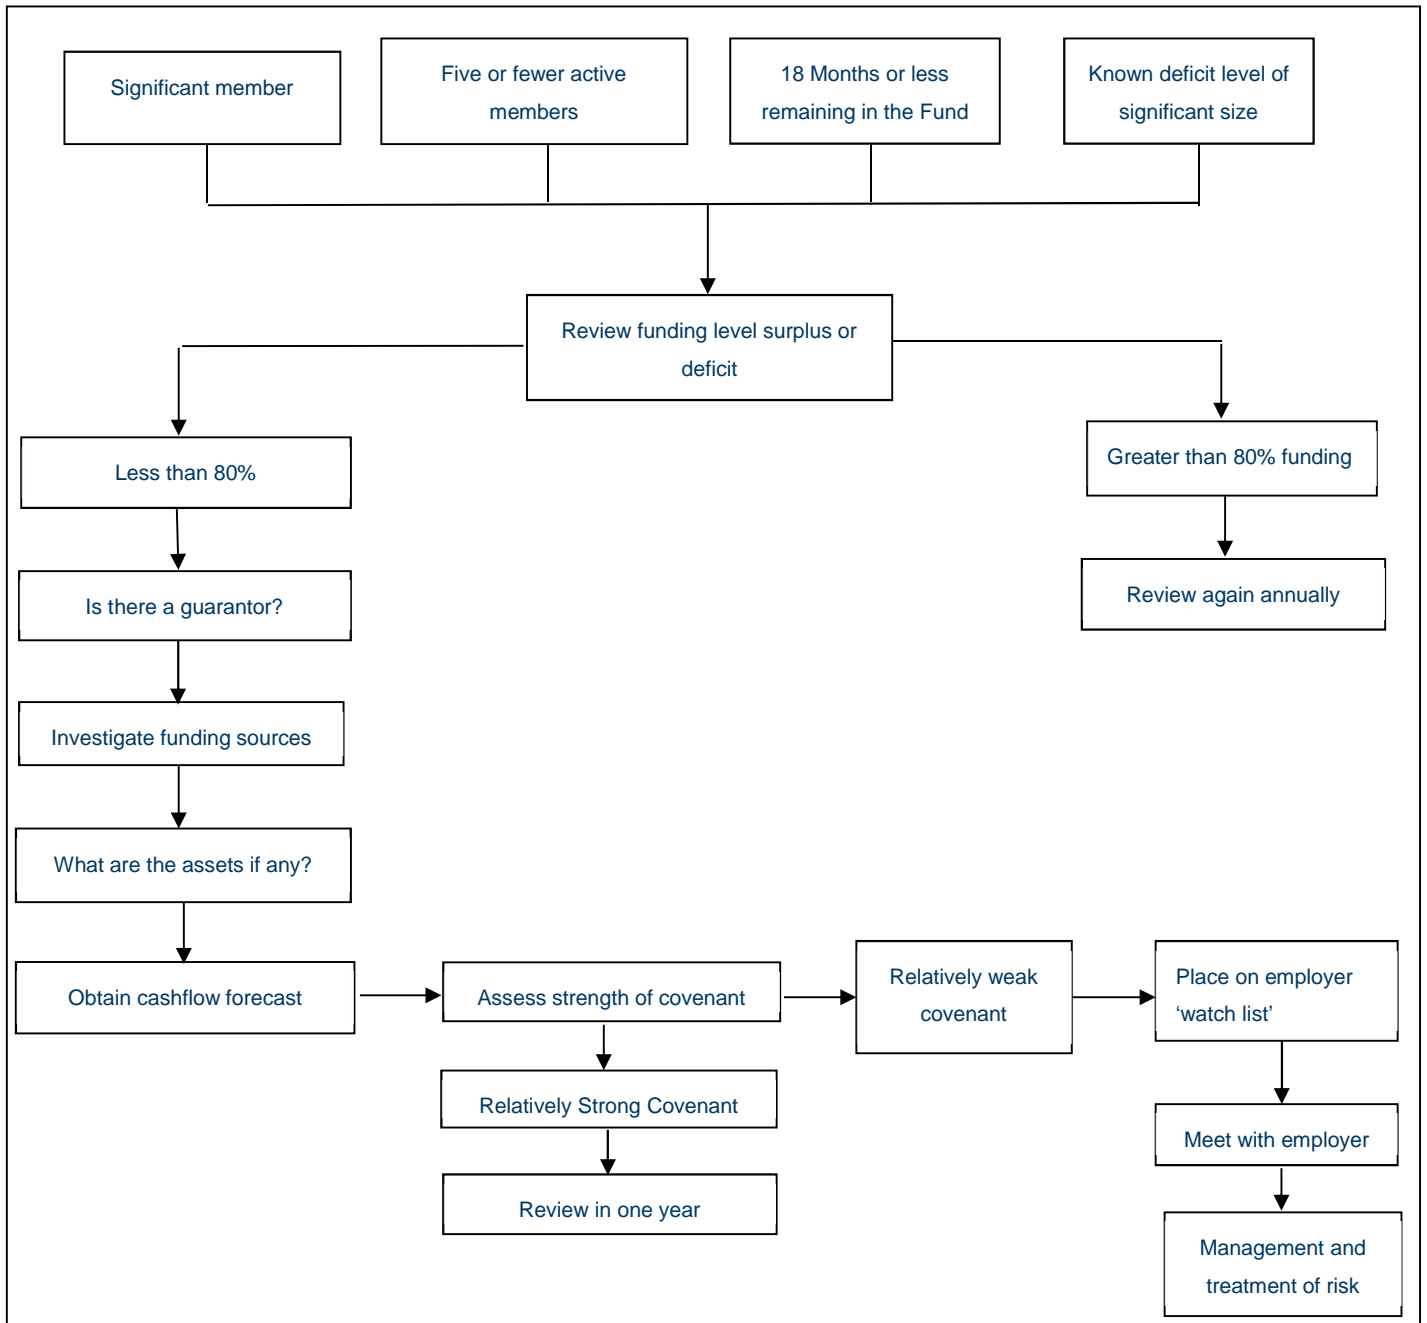 Significant member
Five or fewer active
members
18 Months or less
remaining in the Fund
Known deficit level of
significant size
Review funding level surplus or
deficit
Less than 80%
Greater than 80% funding
Is there a guarantor?
Review again annually
Investigate funding sources
What are the assets if any?
Obtain cashflow forecast
Assess strength of covenant
Relatively weak
covenant
Place on employer
‘watch list’
Relatively Strong Covenant
Meet with employer
Review in one year
Management and
treatment of risk